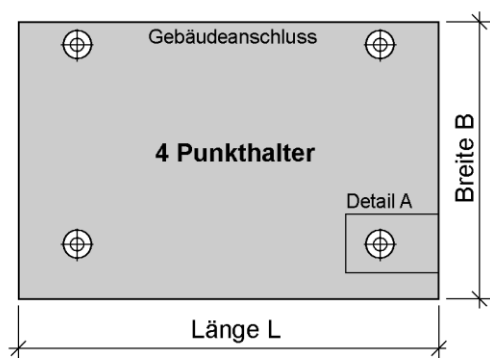 Gebäudeanschluss
4 Punkthalter
Detail A
Breite B
Länge L